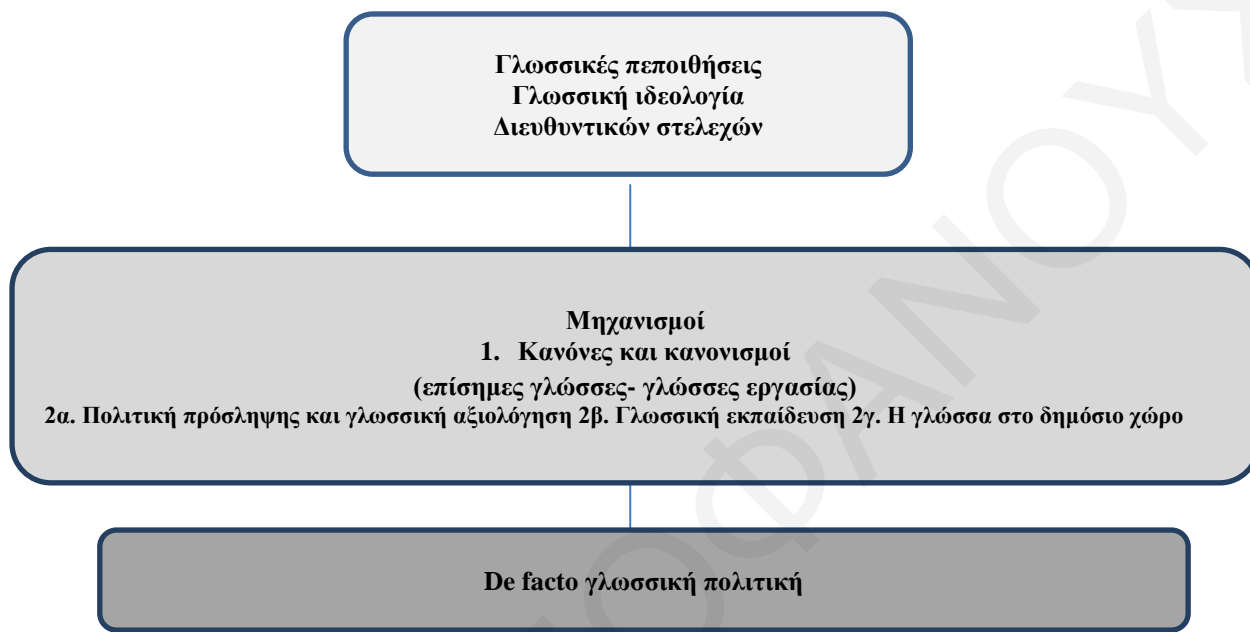 Γλωσσικές πεποιθήσεις
Γλωσσική ιδεολογία
Διευθυντικών στελεχών
Μηχανισμοί
1. Κανόνες και κανονισμοί
(επίσημες γλώσσες- γλώσσες εργασίας)
2α. Πολιτική πρόσληψης και γλωσσική αξιολόγηση 2β. Γλωσσική εκπαίδευση 2γ. Η γλώσσα στο δημόσιο χώρο
De facto γλωσσική πολιτική